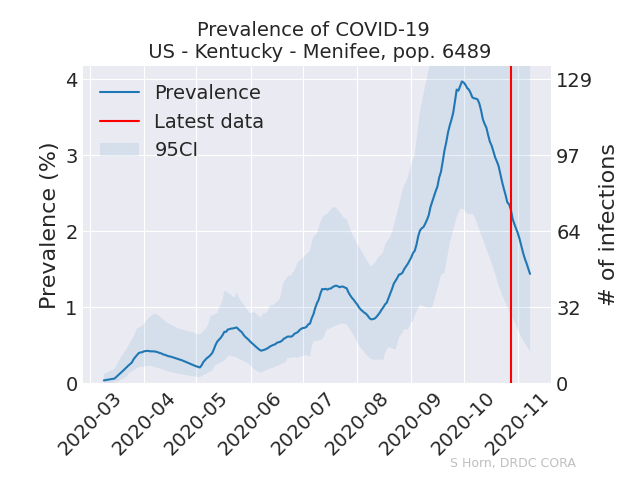 Prevalence of COVID-19
US - Kentucky - Menifee, pop. 6489
Prevalence
Latest data
95CI
Prevalence (%)
4
3
2
1
0
129
97
64
32
0
# of infections
2020-03
2020-04
2020-05
2020-06
2020-07
2020-08
2020-09
2020-10
2020-11
S Horn, DRDC CORA